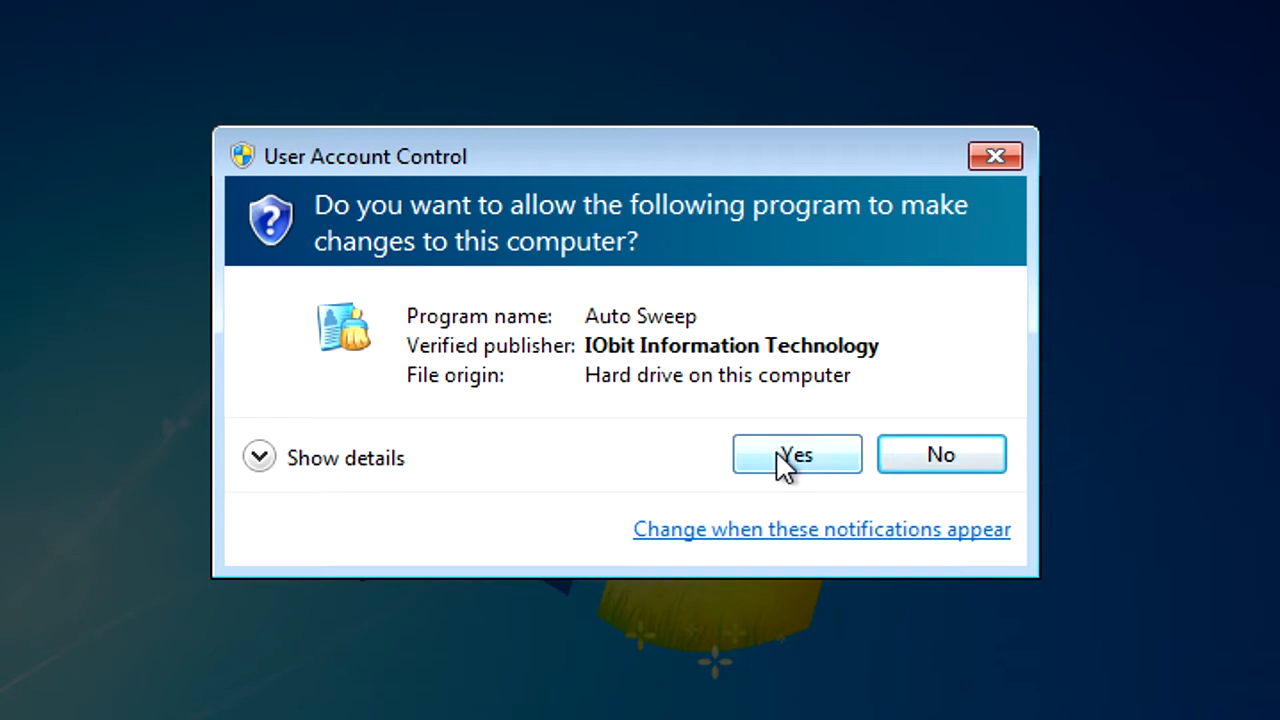 User Account Control
Do you want to allow the following program to make
changes to this computer?
Program name: Auto Sweep
Verified publisher: IObit Information Technology
File origin: Hard drive on this computer
Show details
Yes
No
Change when these notifications appear